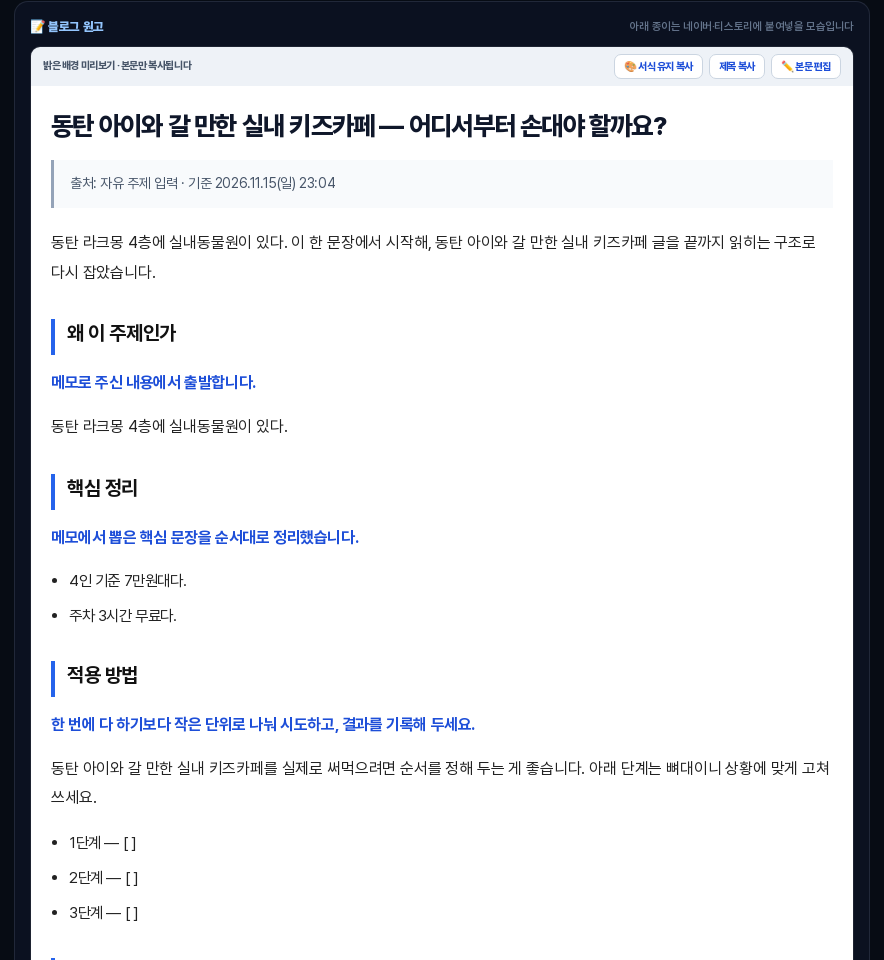 📝 블로그 원고
아래 종이는 네이버·티스토리에 붙여넣을 모습입니다
밝은 배경 미리보기 · 본문만 복사됩니다
🎨 서식 유지 복사
제목 복사
✏️ 본문 편집
동탄 아이와 갈 만한 실내 키즈카페 — 어디서부터 손대야 할까요?
출처: 자유 주제 입력 · 기준 2026.11.15(일) 23:04
동탄 라크몽 4층에 실내동물원이 있다. 이 한 문장에서 시작해, 동탄 아이와 갈 만한 실내 키즈카페 글을 끝까지 읽히는 구조로
다시 잡았습니다.
왜 이 주제인가
메모로 주신 내용에서 출발합니다.
동탄 라크몽 4층에 실내동물원이 있다.
핵심 정리
메모에서 뽑은 핵심 문장을 순서대로 정리했습니다.
• 4인 기준 7만원대다.
• 주차 3시간 무료다.
적용 방법
한 번에 다 하기보다 작은 단위로 나눠 시도하고, 결과를 기록해 두세요.
동탄 아이와 갈 만한 실내 키즈카페를 실제로 써먹으려면 순서를 정해 두는 게 좋습니다. 아래 단계는 뼈대이니 상황에 맞게 고쳐
쓰세요.
• 1단계 — [ ]
• 2단계 — [ ]
• 3단계 — [ ]